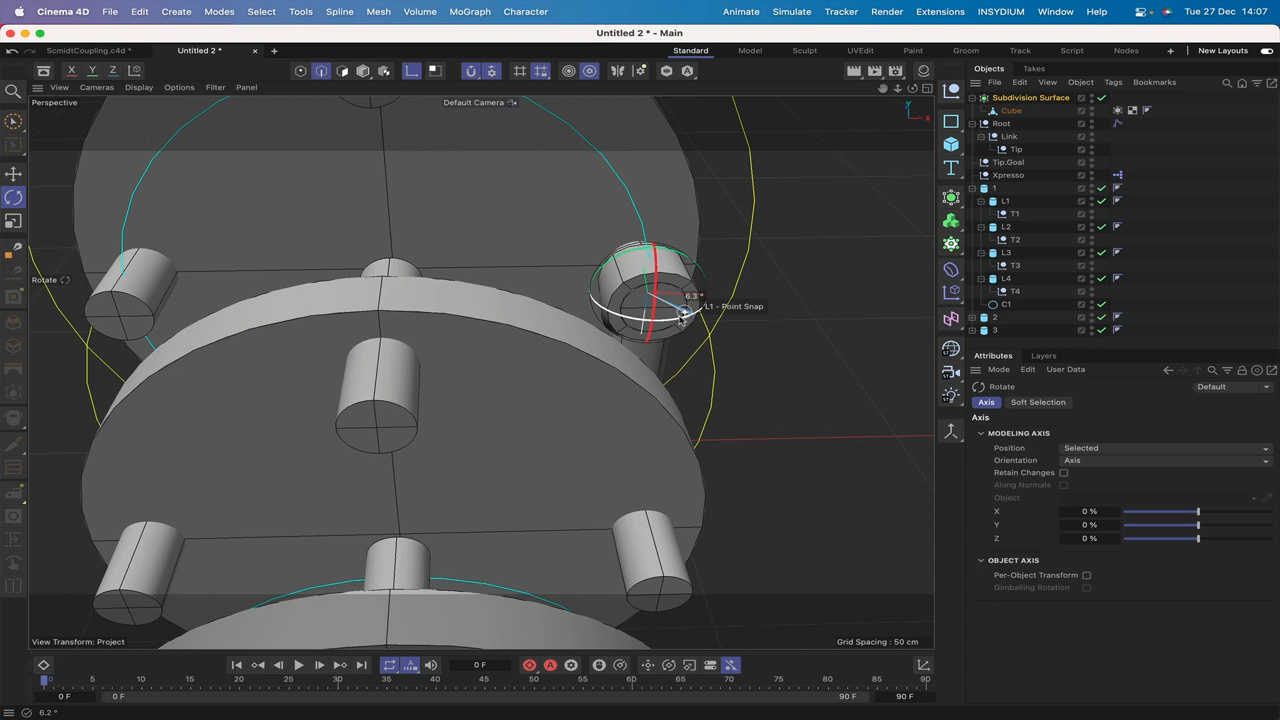 Cinema 4D File Edit Create Modes Select Tools Spline Mesh Volume MoGraph Character Animate Simulate Tracker Render Extensions INSYDIUM Window Help Tue 27 Dec 14:07
Untitled 2 * - Main
ScmidtCoupling.c4d * Untitled 2 * Standard Model Sculpt UVEdit Paint Groom Track Script Nodes New Layouts
X Y Z
Objects Takes
View Cameras Display Options Filter Panel
File Edit View Object Tags Bookmarks
Perspective
Default Camera
Y
X
Subdivision Surface
Cube
Root
Link
Tip
Tip.Goal
Xpresso
1
L1
T1
L2
T2
L3
T3
L4
T4
C1
2
3
Rotate
6.3 °
L1 - Point Snap
Attributes Layers
Mode Edit User Data
Rotate Default
Axis Soft Selection
Axis
MODELING AXIS
Position Selected
Orientation Axis
Retain Changes
Along Normals
Object
X 0 %
Y 0 %
Z 0 %
OBJECT AXIS
Per-Object Transform
Gimballing Rotation
View Transform: Project
Grid Spacing : 50 cm
0 F
0 5 10 15 20 25 30 35 40 45 50 55 60 65 70 75 80 85 90
0 F 0 F 90 F 90 F
6.2 °